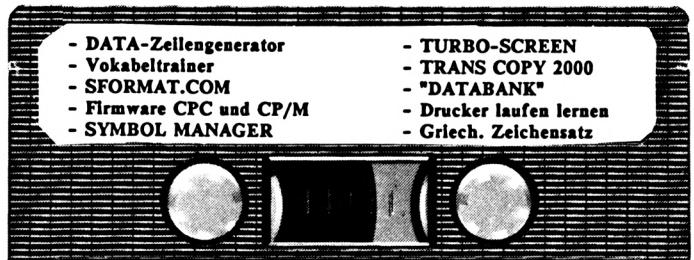 - DATA-Zeilengenerator
- Vokabeltrainer
- SFORMAT.COM
- Firmware CPC und CP/M
- SYMBOL MANAGER
- TURBO-SCREEN
- TRANS COPY 2000
- "DATABANK"
- Drucker laufen lernen
- Griech. Zeichensatz